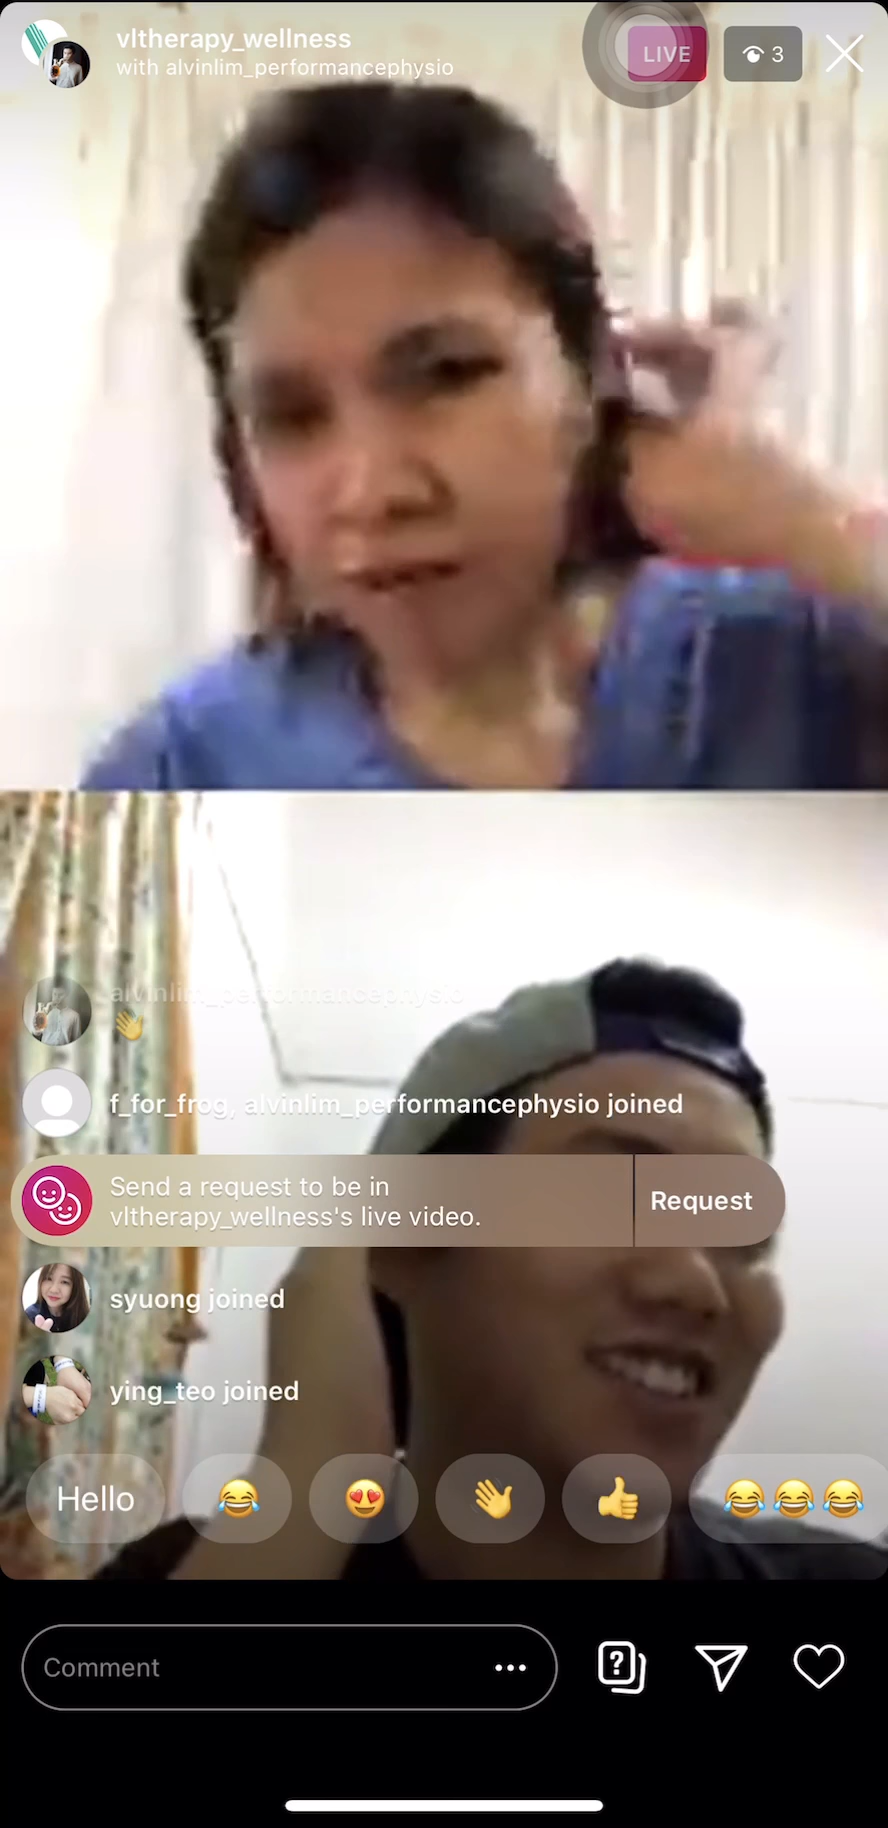 vltherapy_wellness
with alvinlim_performancephysio
LIVE
3
alvinlim_performancephysio
👋
f_for_frog, alvinlim_performancephysio joined
Send a request to be in
vltherapy_wellness's live video.
Request
syuong joined
ying_teo joined
Hello 😂 😍 👋 👍 😂😂😂
Comment